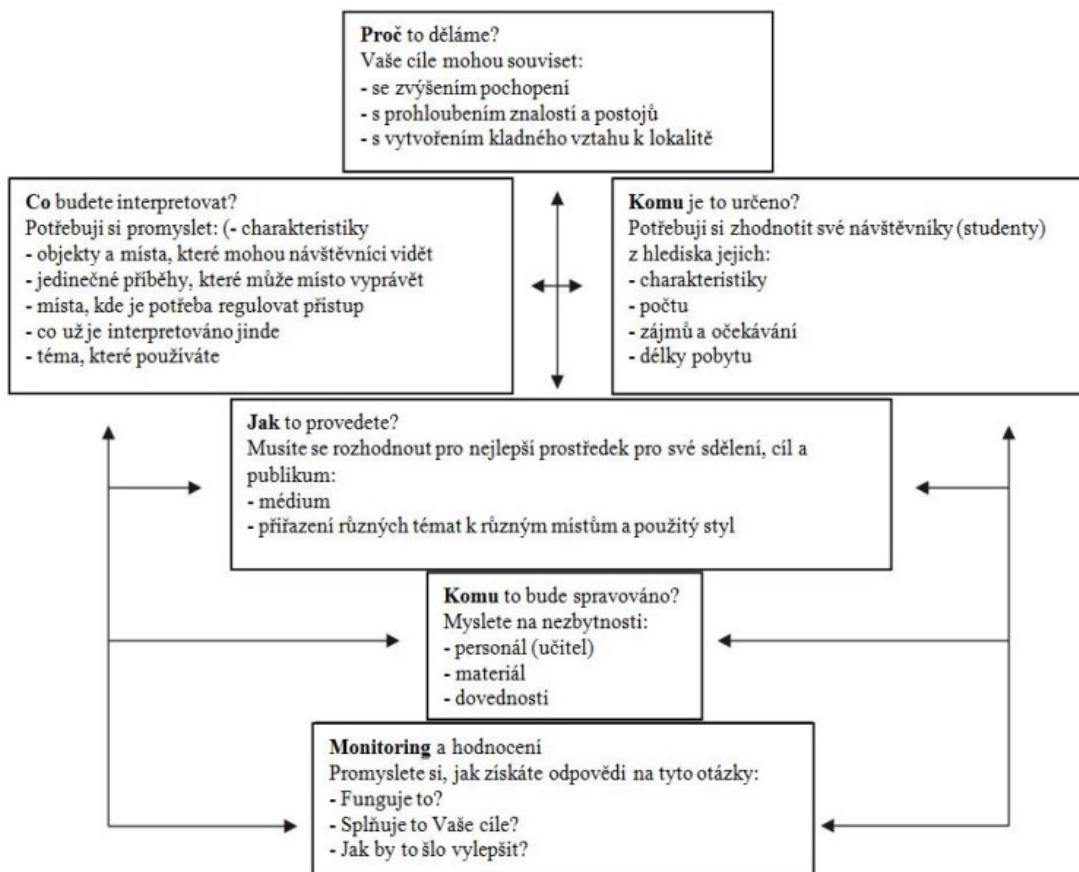 Proč to děláme?
Vaše cíle mohou souviset:
- se zvýšením pochopení
- s prohloubením znalostí a postojů
- s vytvořením kladného vztahu k lokalitě
Co budete interpretovat?
Potřebuji si promyslet: (- charakteristiky
- objekty a místa, které mohou návštěvníci vidět
- jedinečné příběhy, které může místo vyprávět
- místa, kde je potřeba regulovat přístup
- co už je interpretováno jinde
- téma, které používáte
Komu je to určeno?
Potřebuji si zhodnotit své návštěvníky (studenty)
z hlediska jejich:
- charakteristiky
- počtu
- zájmů a očekávání
- délky pobytu
Jak to provedete?
Musíte se rozhodnout pro nejlepší prostředek pro své sdělení, cíl a
publikum:
- médium
- přiřazení různých témat k různým místům a použitý styl
Komu to bude spravováno?
Myslete na nezbytnosti:
- personál (učitel)
- materiál
- dovednosti
Monitoring a hodnocení
Promyslete si, jak získáte odpovědi na tyto otázky:
- Funguje to?
- Splňuje to Vaše cíle?
- Jak by to šlo vylepšit?